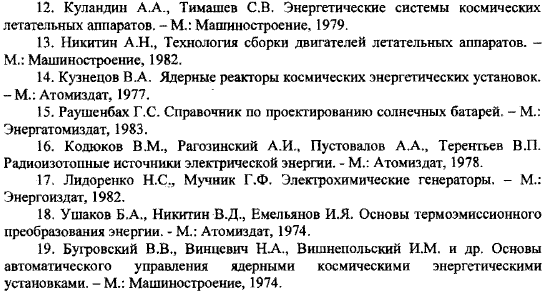 12. Куландин А.А., Тимашев С.В. Энергетические системы космических
летательных аппаратов. – М.: Машиностроение, 1979.
13. Никитин А.Н., Технология сборки двигателей летательных аппаратов. –
М.: Машиностроение, 1982.
14. Кузнецов В.А. Ядерные реакторы космических энергетических установок.
– М.: Атомиздат, 1977.
15. Раушенбах Г.С. Справочник по проектированию солнечных батарей. – М.:
Энергатомиздат, 1983.
16. Кодюков В.М., Рагозинский А.И., Пустовалов А.А., Терентьев В.П.
Радиоизотопные источники электрической энергии. - М.: Атомиздат, 1978.
17. Лидоренко Н.С., Мучник Г.Ф. Электрохимические генераторы. – М.:
Энергоиздат, 1982.
18. Ушаков Б.А., Никитин В.Д., Емельянов И.Я. Основы термоэмиссионного
преобразования энергии. - М.: Атомиздат, 1974.
19. Бугровский В.В., Винцевич Н.А., Вишнепольский И.М. и др. Основы
автоматического управления ядерными космическими энергетическими
установками. – М.: Машиностроение, 1974.